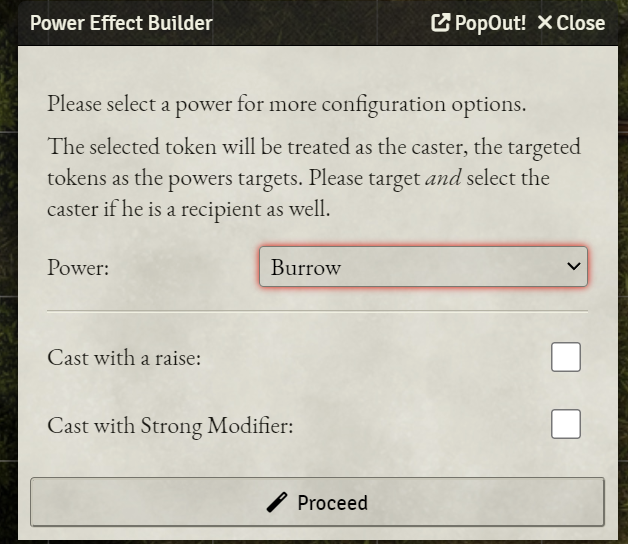 Power Effect Builder PopOut! Close
Please select a power for more configuration options.
The selected token will be treated as the caster, the targeted
tokens as the powers targets. Please target and select the
caster if he is a recipient as well.
Power: Burrow
Cast with a raise:
Cast with Strong Modifier:
Proceed